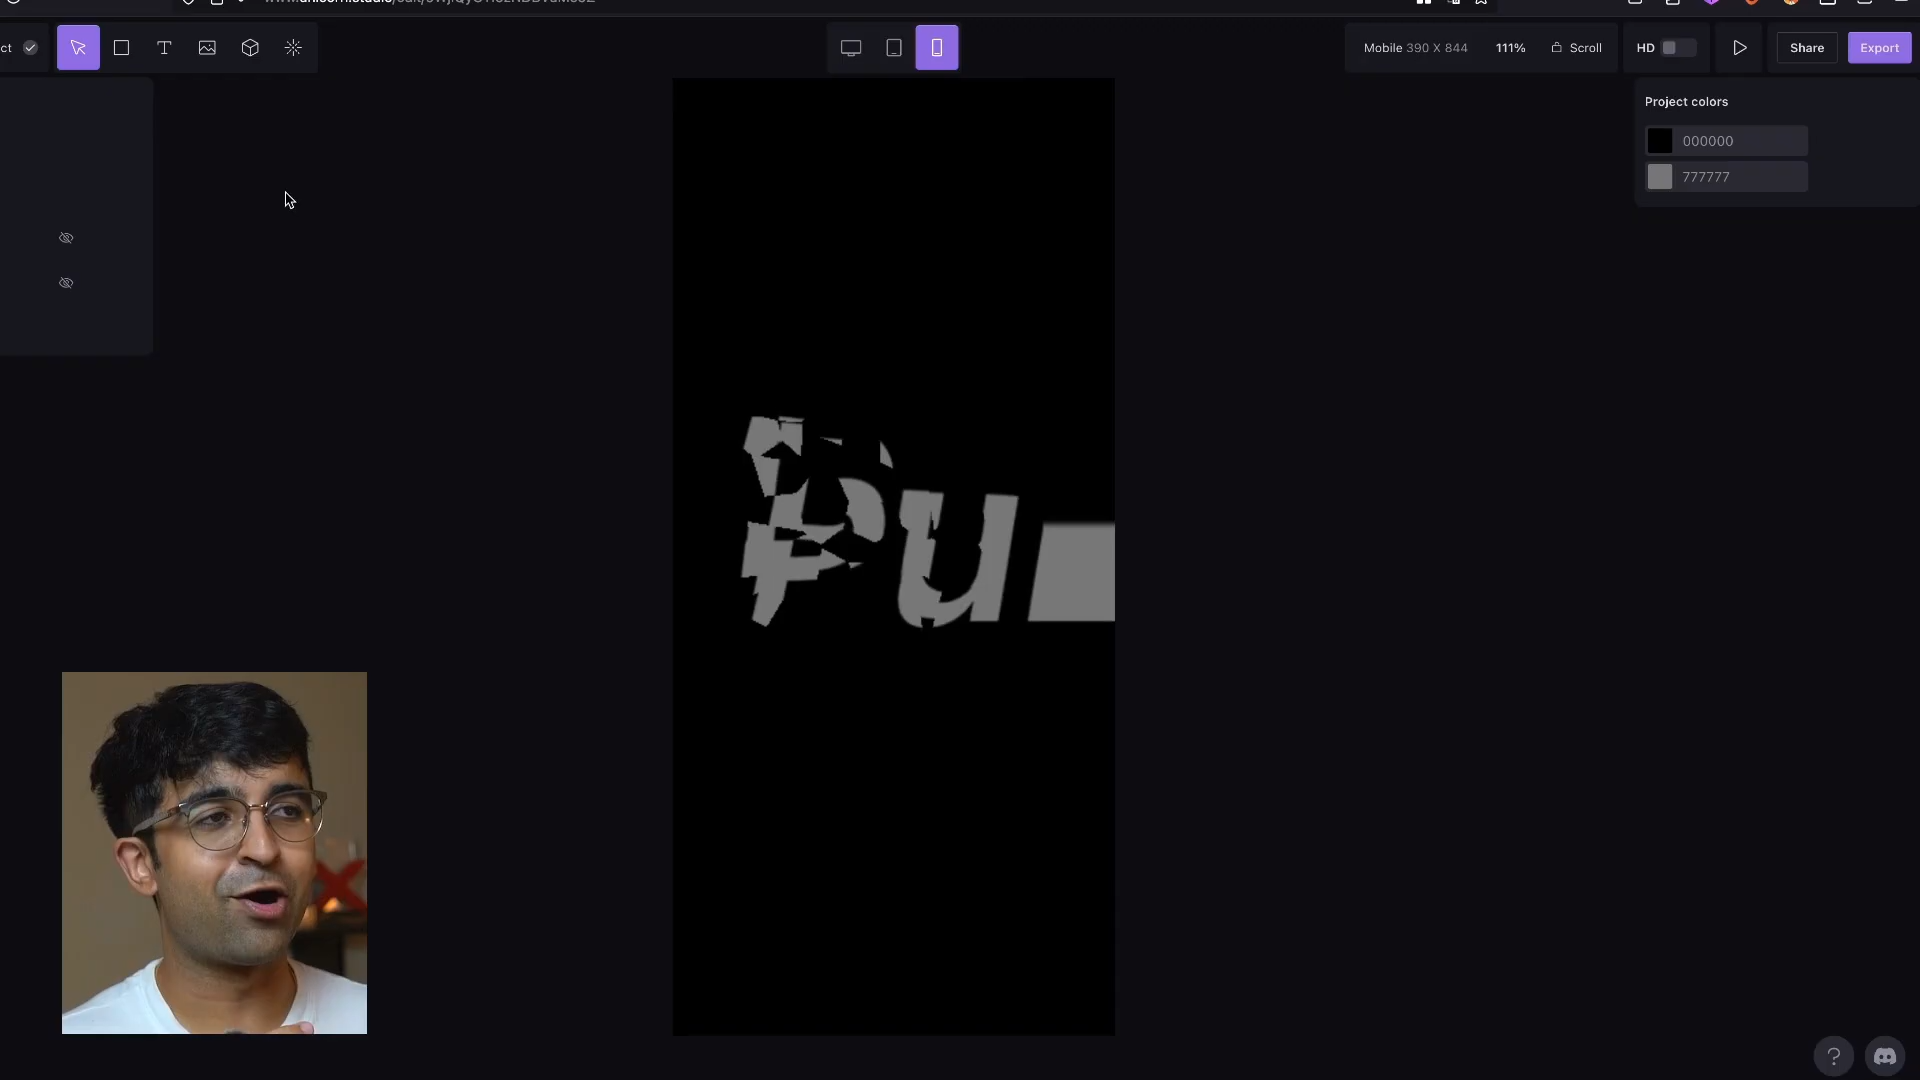 ct
T
Mobile 390 X 844
111%
Scroll
HD
Share
Export
Project colors
000000
777777
Pu
?